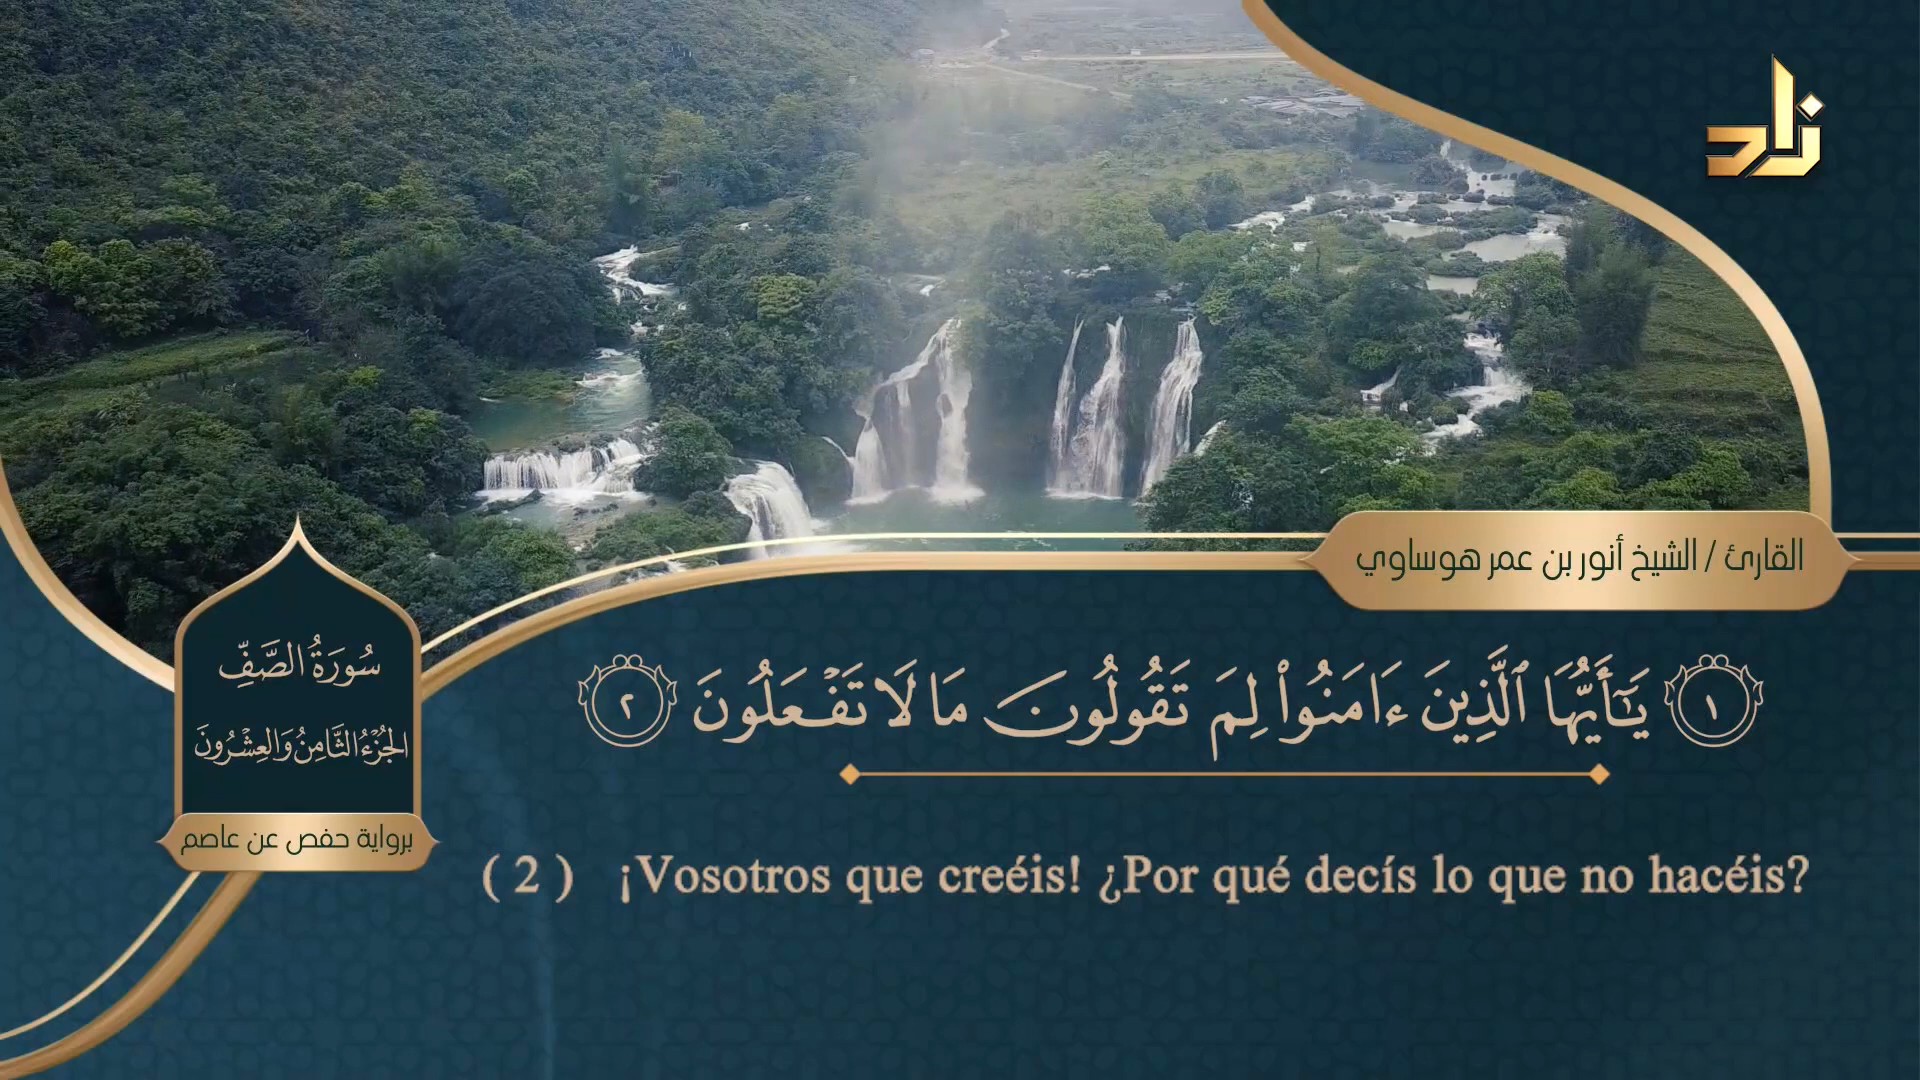 زاد
القارئ / الشيخ أنور بن عمر هوساوي
سُورَةُ الصَّفِّ
الجُزْءُ الثَّامِنُ وَالعِشْرُونَ
برواية حفص عن عاصم
١ يَـٰٓأَيُّهَا ٱلَّذِينَ ءَامَنُوا۟ لِمَ تَقُولُونَ مَا لَا تَفْعَلُونَ ٢
( 2 ) ¡Vosotros que creéis! ¿Por qué decís lo que no hacéis?